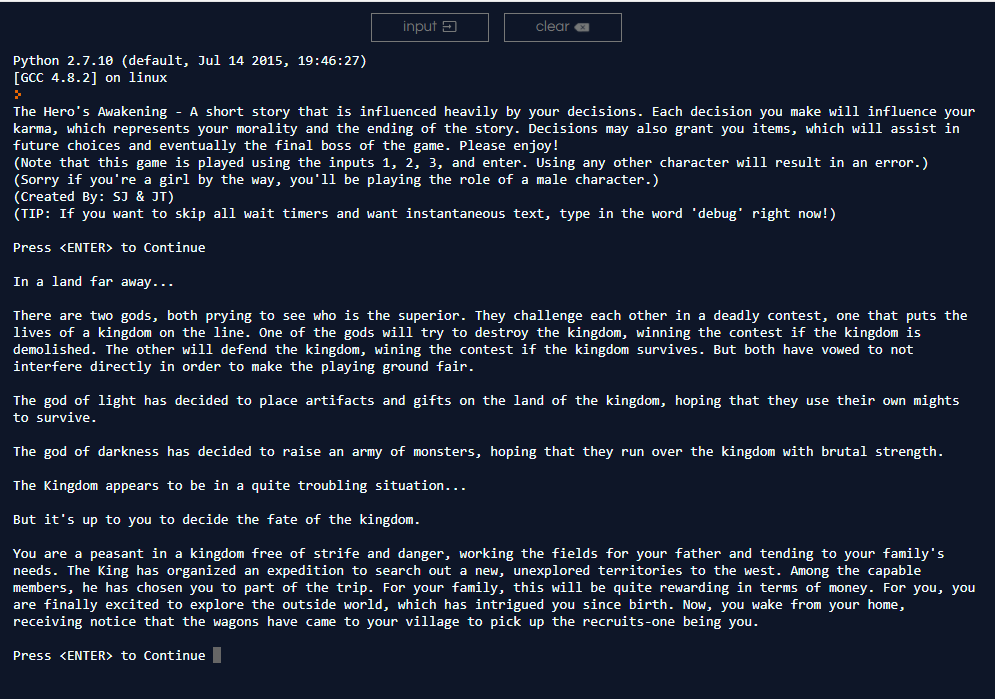 input
clear
Python 2.7.10 (default, Jul 14 2015, 19:46:27)
[GCC 4.8.2] on linux
The Hero's Awakening - A short story that is influenced heavily by your decisions. Each decision you make will influence your
karma, which represents your morality and the ending of the story. Decisions may also grant you items, which will assist in
future choices and eventually the final boss of the game. Please enjoy!
(Note that this game is played using the inputs 1, 2, 3, and enter. Using any other character will result in an error.)
(Sorry if you're a girl by the way, you'll be playing the role of a male character.)
(Created By: SJ & JT)
(TIP: If you want to skip all wait timers and want instantaneous text, type in the word 'debug' right now!)
Press <ENTER> to Continue
In a land far away...
There are two gods, both prying to see who is the superior. They challenge each other in a deadly contest, one that puts the
lives of a kingdom on the line. One of the gods will try to destroy the kingdom, winning the contest if the kingdom is
demolished. The other will defend the kingdom, wining the contest if the kingdom survives. But both have vowed to not
interfere directly in order to make the playing ground fair.
The god of light has decided to place artifacts and gifts on the land of the kingdom, hoping that they use their own mights
to survive.
The god of darkness has decided to raise an army of monsters, hoping that they run over the kingdom with brutal strength.
The Kingdom appears to be in a quite troubling situation...
But it's up to you to decide the fate of the kingdom.
You are a peasant in a kingdom free of strife and danger, working the fields for your father and tending to your family's
needs. The King has organized an expedition to search out a new, unexplored territories to the west. Among the capable
members, he has chosen you to part of the trip. For your family, this will be quite rewarding in terms of money. For you, you
are finally excited to explore the outside world, which has intrigued you since birth. Now, you wake from your home,
receiving notice that the wagons have came to your village to pick up the recruits-one being you.
Press <ENTER> to Continue